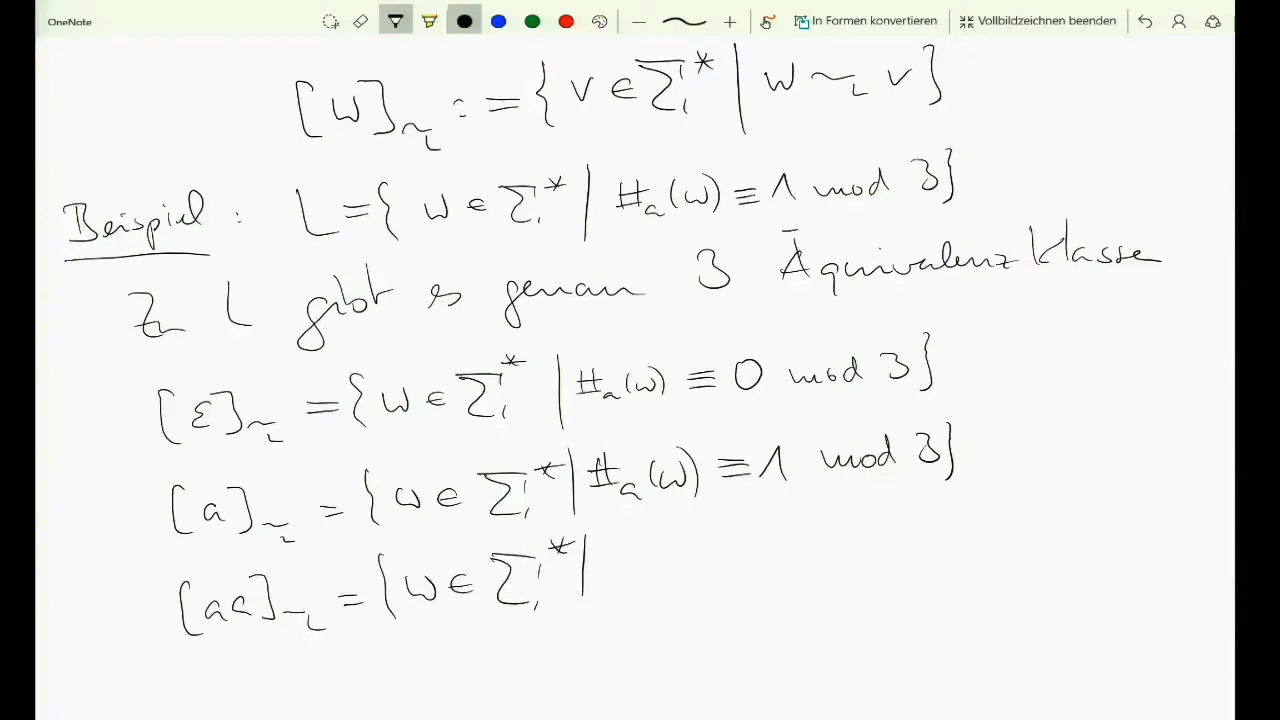 OneNote
In Formen konvertieren
Vollbildzeichnen beenden
[w]~L := {v ∈ Σ* | w ~L v}
Beispiel: L = {w ∈ Σ* | #a(w) ≡ 1 mod 3}
Zu L gibt es genau 3 Äquivalenzklasse
[ε]~L = {w ∈ Σ* | #a(w) ≡ 0 mod 3}
[a]~L = {w ∈ Σ* | #a(w) ≡ 1 mod 3}
[aa]~L = {w ∈ Σ* |